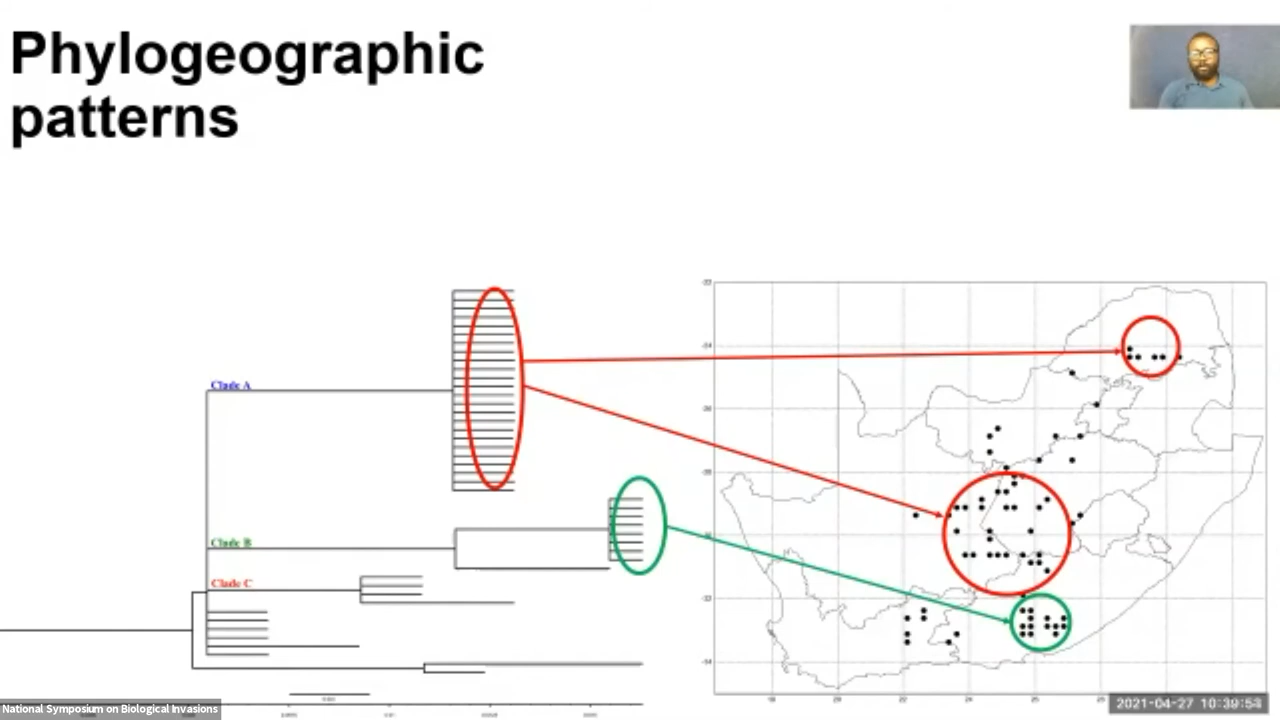 Phylogeographic
patterns
Clade A
Clade B
Clade C
National Symposium on Biological Invasions
2021-04-27 10:39:54